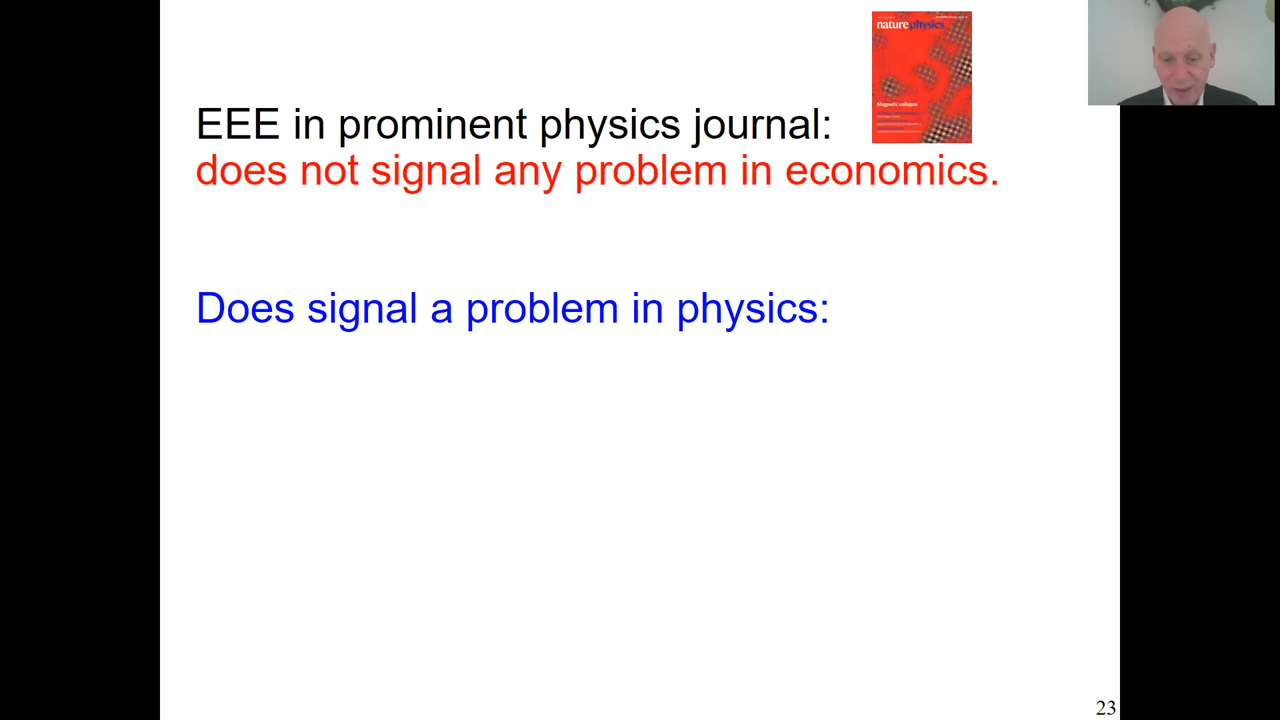 nature physics
Magnetic collapse
EEE in prominent physics journal:
does not signal any problem in economics.
Does signal a problem in physics:
23